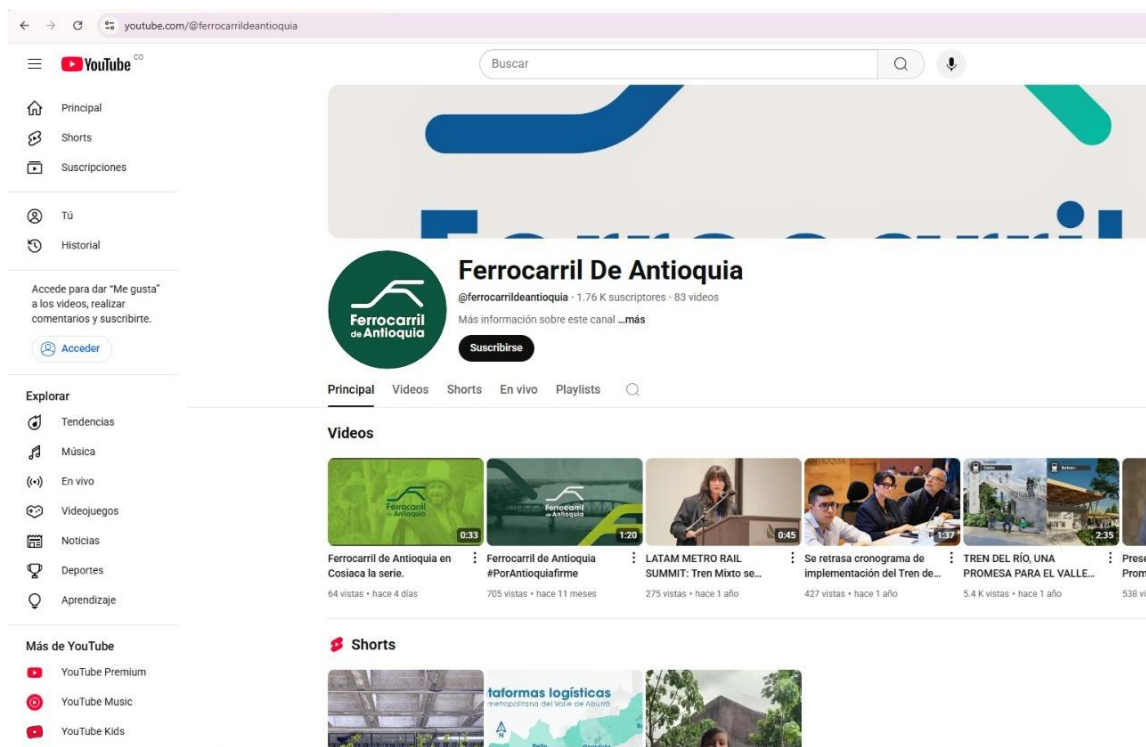 youtube.com/@ferrocarrildeantioquia
YouTube CO
Buscar
Principal
Shorts
Suscripciones
Tú
Historial
Accede para dar "Me gusta"
a los videos, realizar
comentarios y suscribirte.
Acceder
Explorar
Tendencias
Música
En vivo
Videojuegos
Noticias
Deportes
Aprendizaje
Más de YouTube
YouTube Premium
YouTube Music
YouTube Kids
Ferrocarril
Ferrocarril
de Antioquia
Ferrocarril De Antioquia
@ferrocarrildeantioquia · 1.76 K suscriptores · 83 videos
Más información sobre este canal ...más
Suscribirse
Principal Videos Shorts En vivo Playlists
Videos
Ferrocarril
de Antioquia
0:33
Ferrocarril de Antioquia en
Cosiaca la serie.
64 vistas • hace 4 días
Ferrocarril
de Antioquia
1:20
Ferrocarril de Antioquia
#PorAntioquiafirme
705 vistas • hace 11 meses
0:45
LATAM METRO RAIL
SUMMIT: Tren Mixto se...
275 vistas • hace 1 año
1:37
Se retrasa cronograma de
implementación del Tren de...
427 vistas • hace 1 año
2:35
TREN DEL RÍO, UNA
PROMESA PARA EL VALLE...
5.4 K vistas • hace 1 año
Prese
Prom
538 vi
Shorts
taformas logísticas
metropolitana del Valle de Aburrá
N
Bello